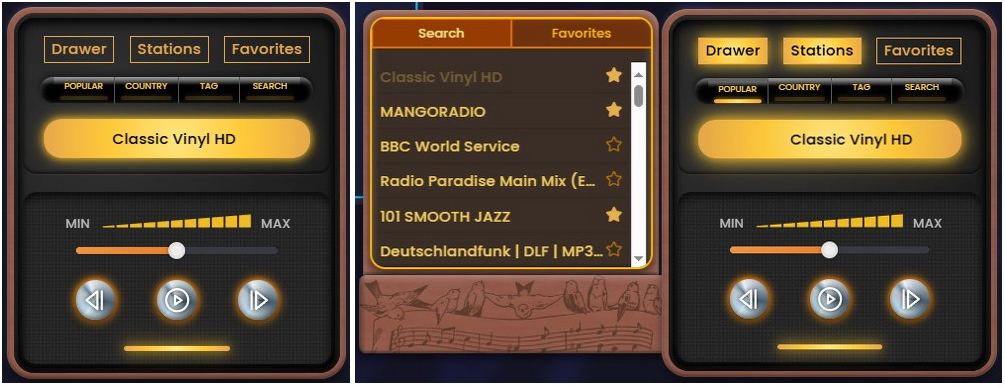 Drawer Stations Favorites
POPULAR COUNTRY TAG SEARCH
Classic Vinyl HD
MIN MAX
Search Favorites
Classic Vinyl HD
MANGORADIO
BBC World Service
Radio Paradise Main Mix (E...
101 SMOOTH JAZZ
Deutschlandfunk | DLF | MP3...
Drawer Stations Favorites
POPULAR COUNTRY TAG SEARCH
Classic Vinyl HD
MIN MAX